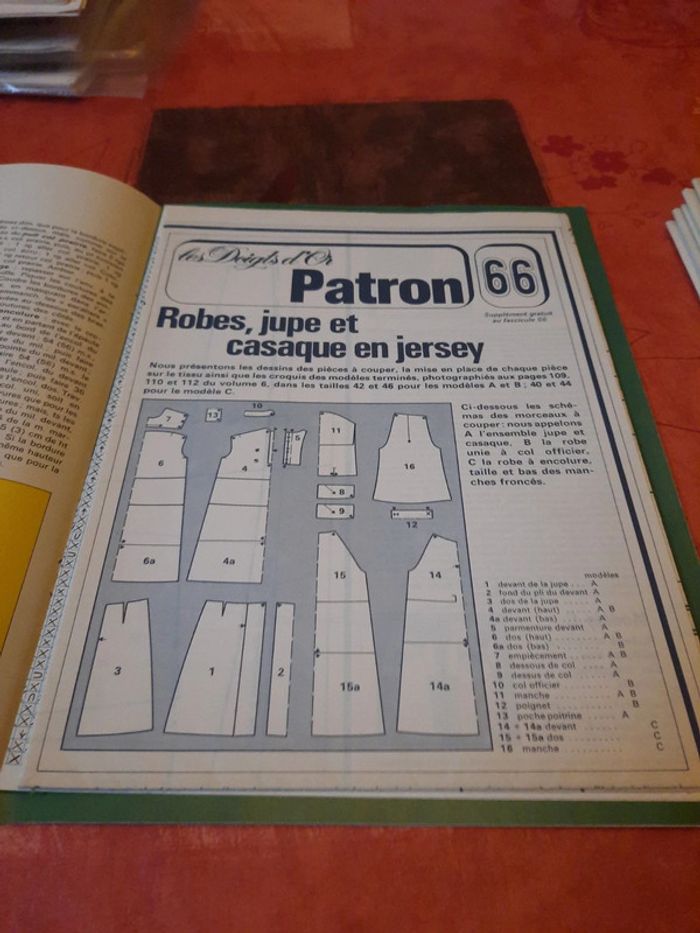 les Doigts d'Or
Patron
66
Supplément gratuit
au fascicule 66
Robes, jupe et
casaque en jersey
Nous présentons les dessins des pièces à couper, la mise en place de chaque pièce
sur le tissu ainsi que les croquis des modèles terminés, photographiés aux pages 109,
110 et 112 du volume 6, dans les tailles 42 et 46 pour les modèles A et B ; 40 et 44
pour le modèle C.
Ci-dessous les sché-
mas des morceaux à
couper : nous appelons
A l'ensemble jupe et
casaque, B la robe
unie à col officier,
C la robe à encolure,
taille et bas des man-
ches froncés.
7
13
10
6
4
5
11
16
8
9
12
6a
4a
15
14
3
1
2
15a
14a
modèles
1 devant de la jupe .... A
2 fond du pli du devant A
3 dos de la jupe ...... A
4 devant (haut) ..... A B
4a devant (bas) ...... A
5 parmenture devant A
6 dos (haut) ....... A B
6a dos (bas) ........... B
7 empiècement ...... A B
8 dessous de col .... A
9 dessus de col ..... A
10 col officier ......... B
11 manche .......... A B
12 poignet ............ B
13 poche poitrine ...... A
14 + 14a devant ........... C
15 + 15a dos .............. C
16 manche ............... C